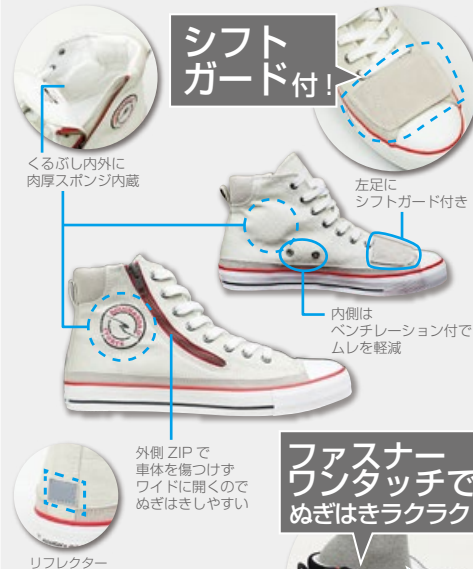 シフト
ガード付!
くるぶし内外に
肉厚スポンジ内蔵
左足に
シフトガード付き
内側は
ベンチレーション付で
ムレを軽減
外側 ZIP で
車体を傷つけず
ワイドに開くので
ぬぎはきしやすい
ファスナー
ワンタッチで
ぬぎはきラクラク
リフレクター